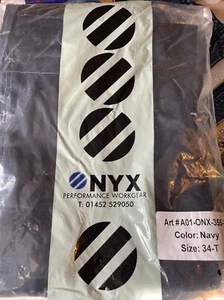 ONYX
PERFORMANCE WORKGEAR
T: 01452 529050
Color: Navy
Size: 34-T